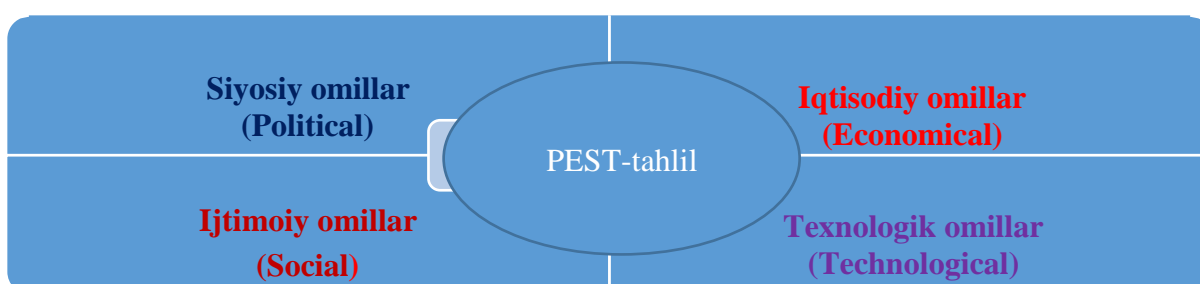 Siyosiy omillar
(Political)
Iqtisodiy omillar
(Economical)
PEST-tahlil
Ijtimoiy omillar
(Social)
Texnologik omillar
(Technological)